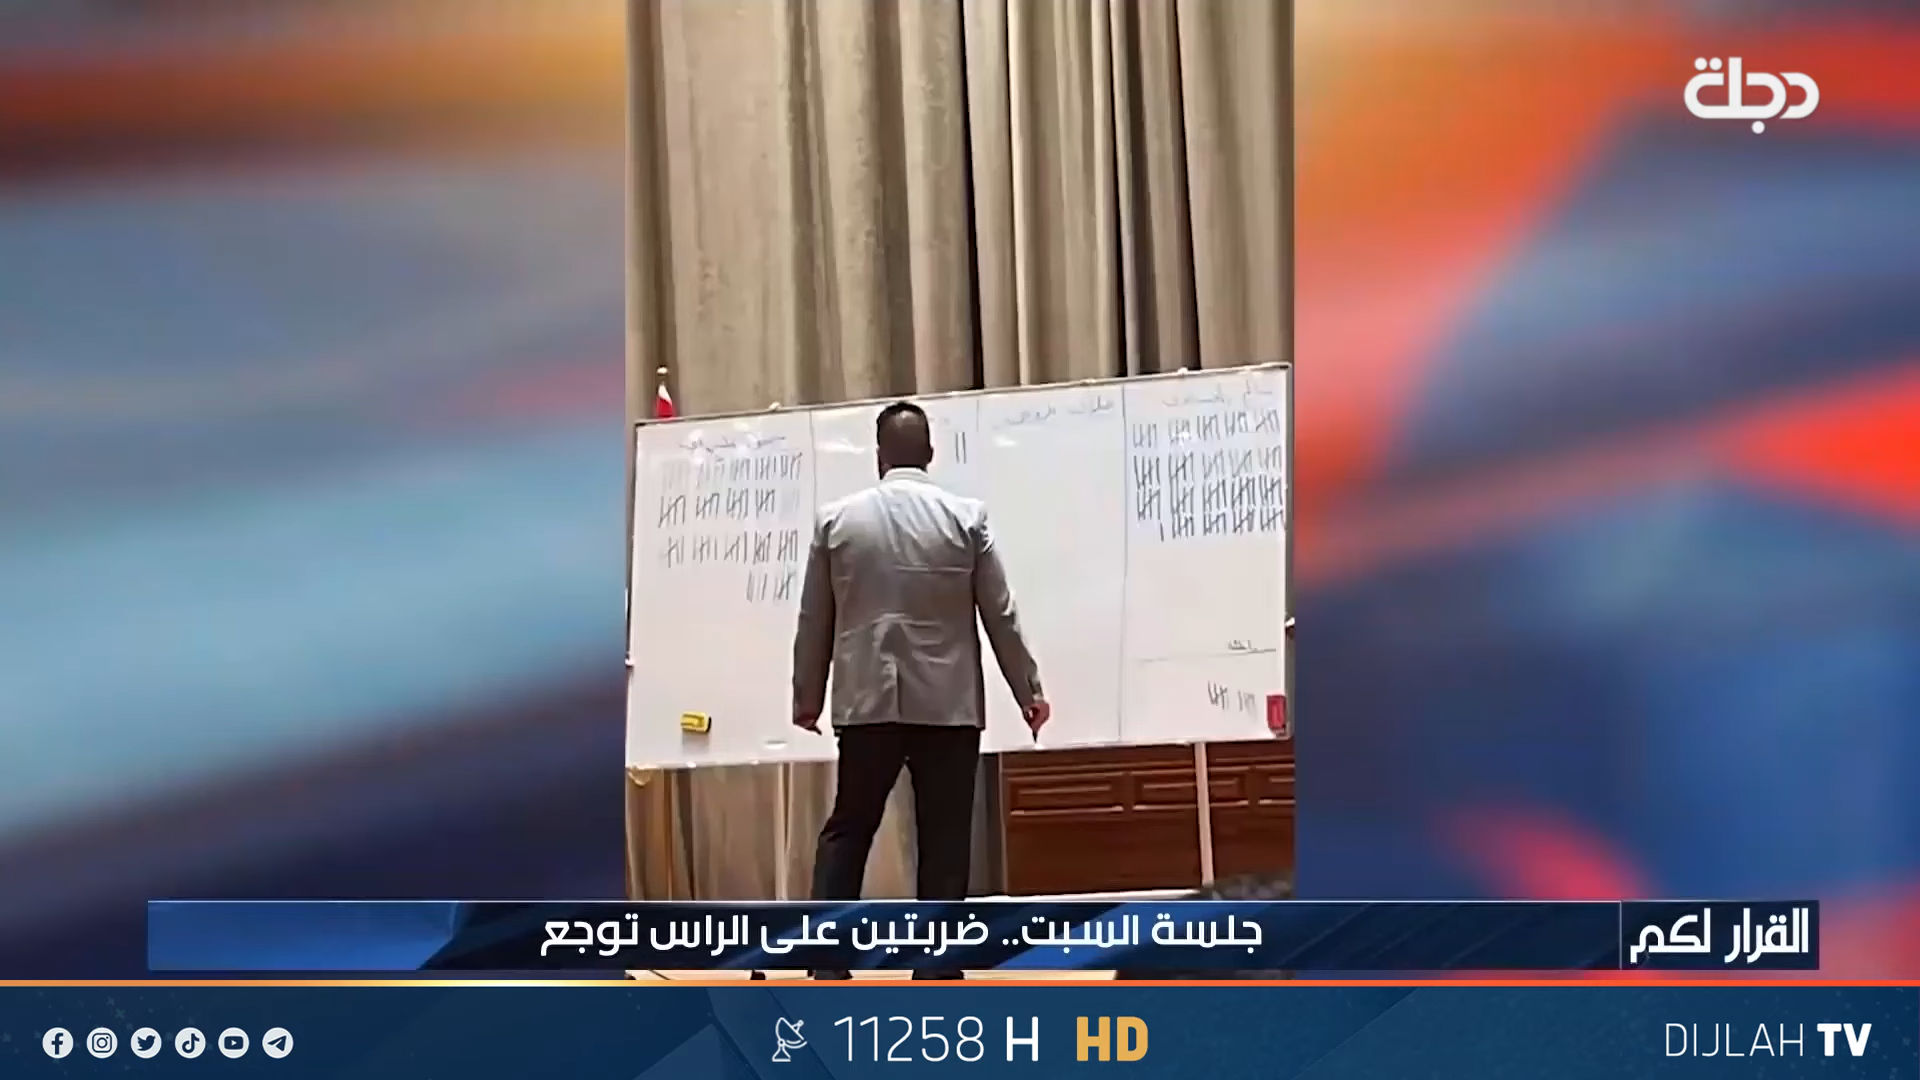 دجلة
القرار لكم
جلسة السبت.. ضربتين على الراس توجع
11258 H HD
DIJLAH TV